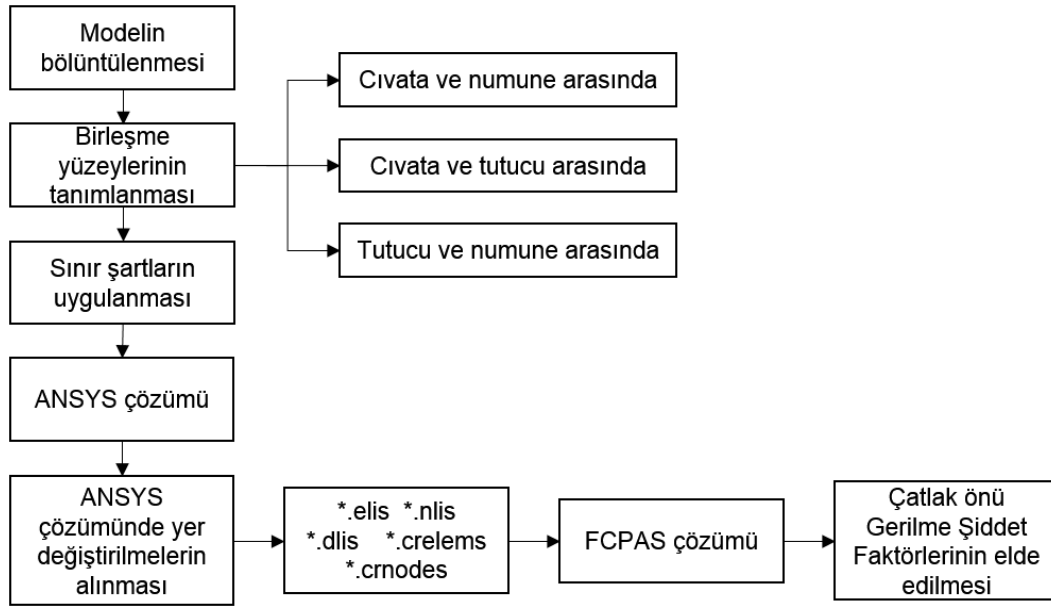 Modelin
bölüntülenmesi
Birleşme
yüzeylerinin
tanımlanması
Cıvata ve numune arasında
Cıvata ve tutucu arasında
Tutucu ve numune arasında
Sınır şartların
uygulanması
ANSYS çözümü
ANSYS
çözümünde yer
değiştirilmelerin
alınması
*.elis *.nlis
*.dlis *.crelems
*.crnodes
FCPAS çözümü
Çatlak önü
Gerilme Şiddet
Faktörlerinin elde
edilmesi